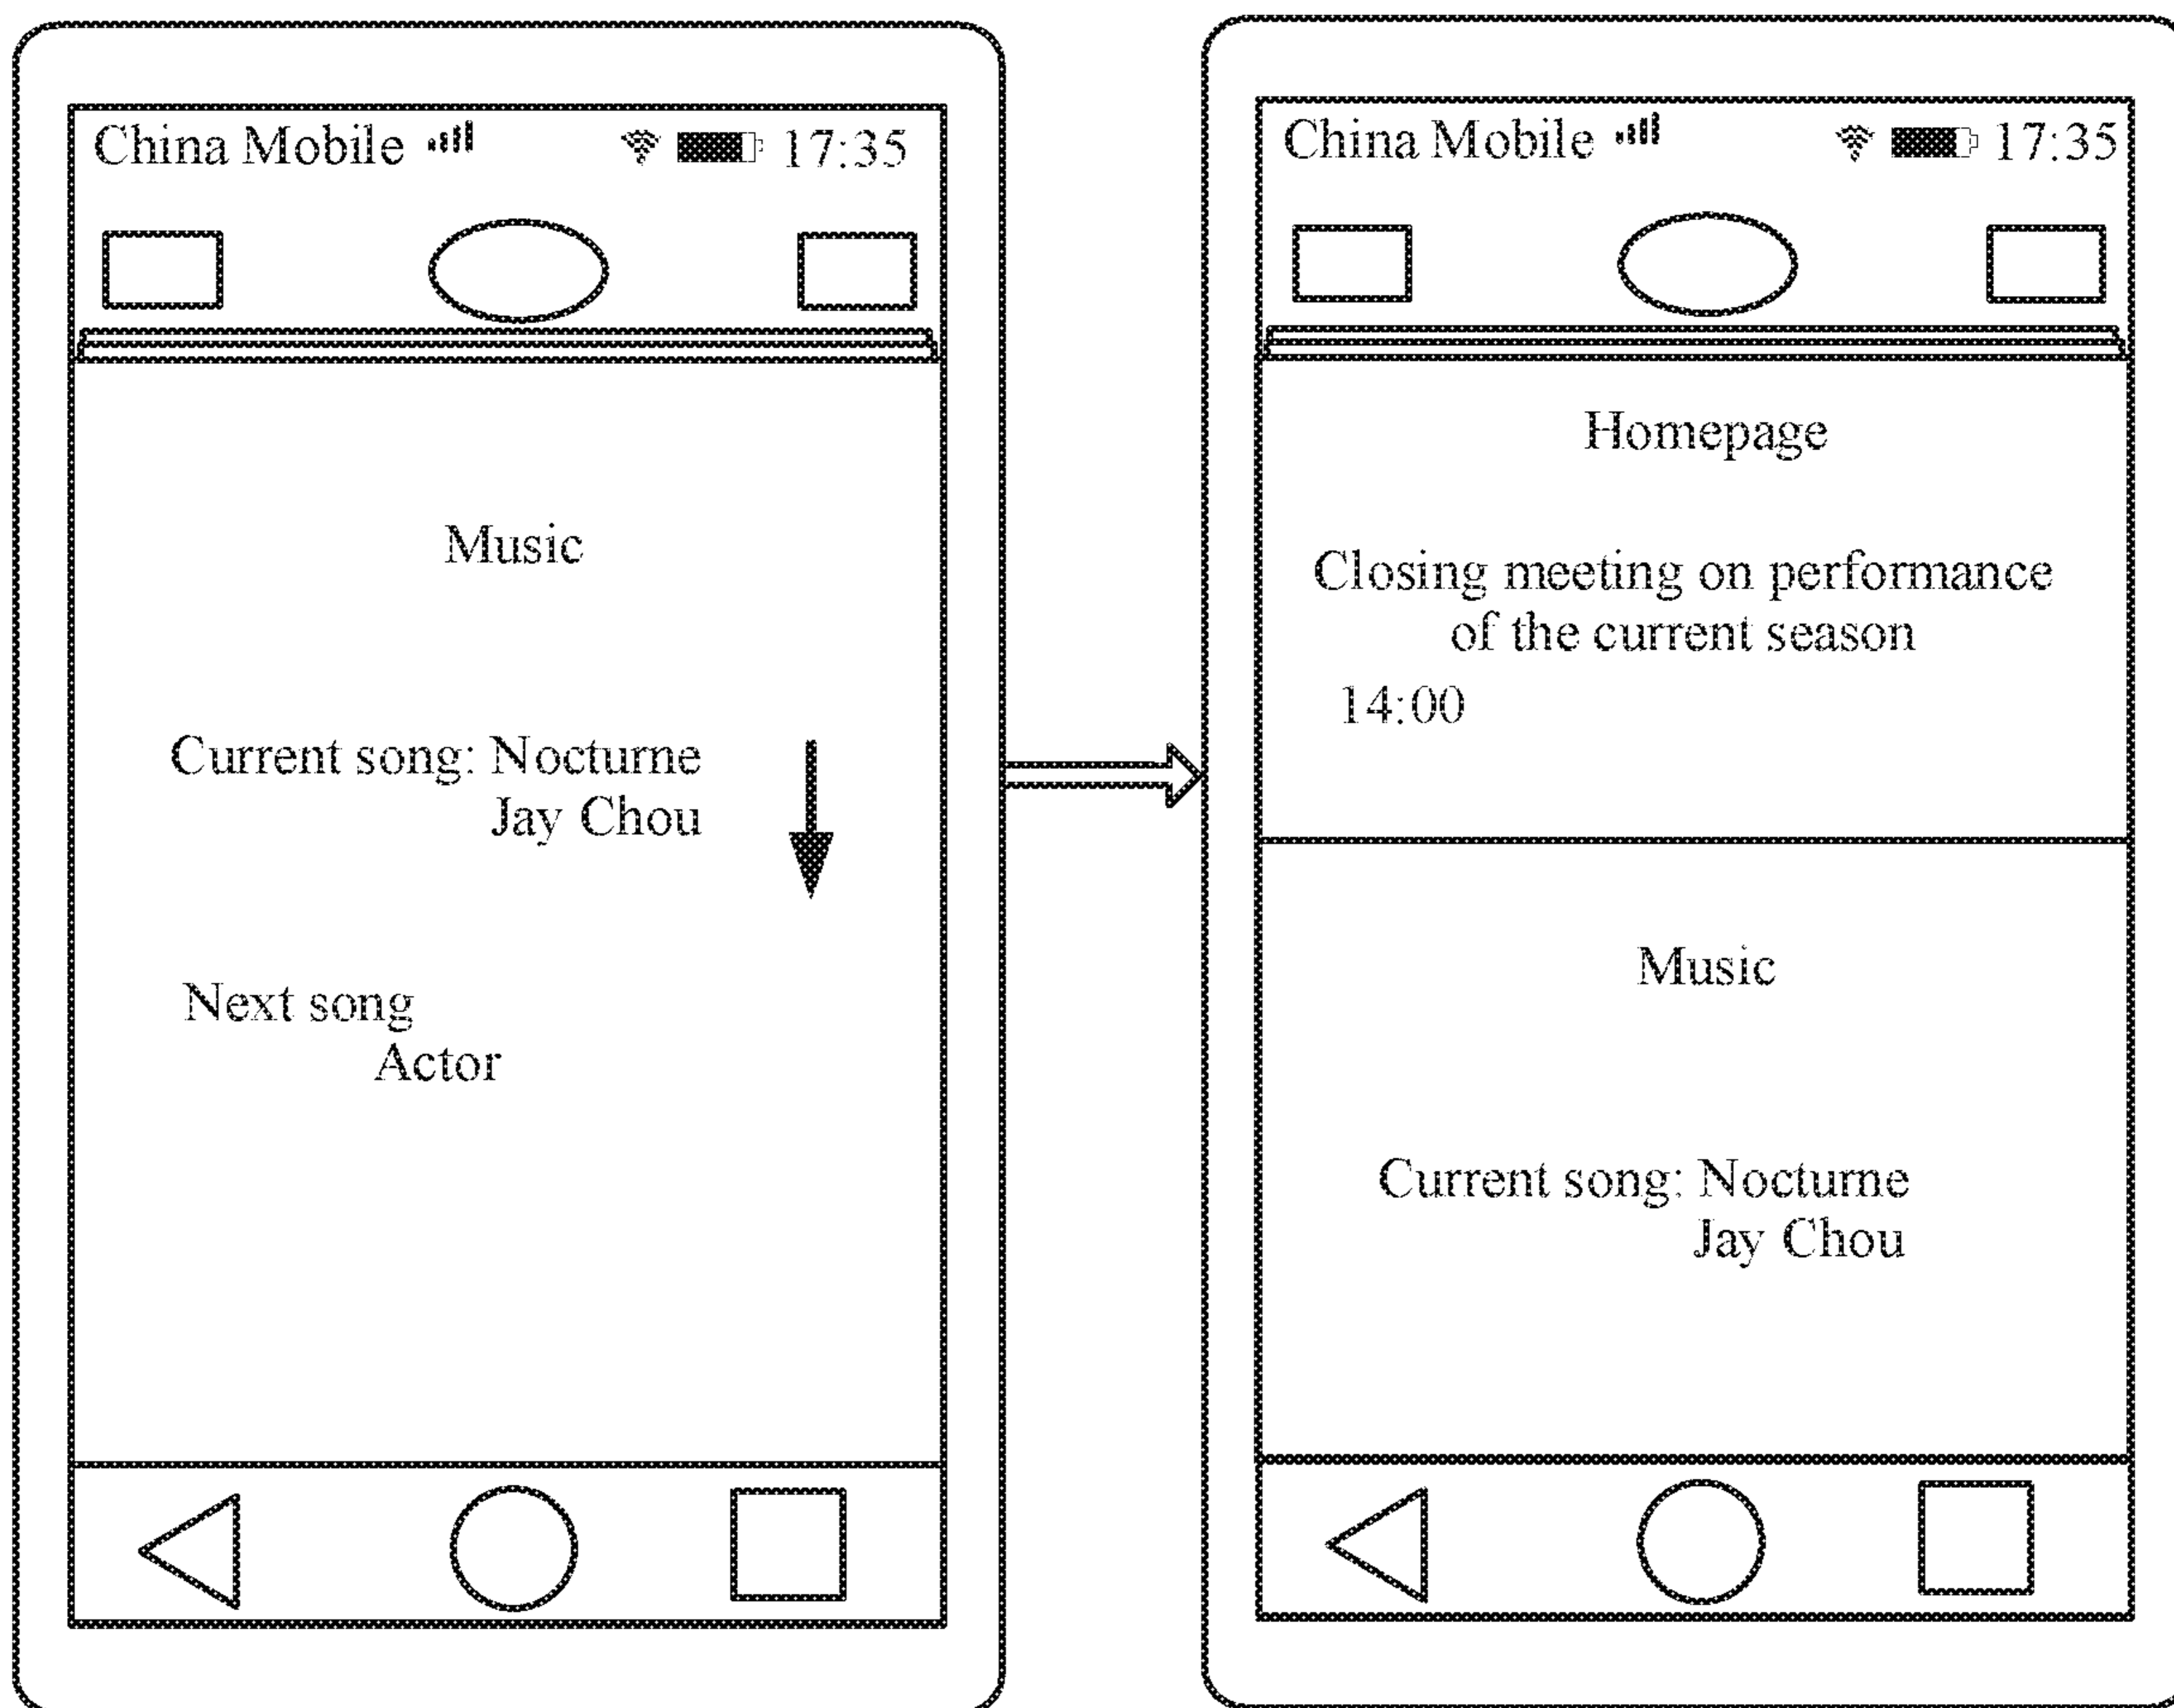 China Mobile 17:35
Music
Current song: Nocturne
Jay Chou
Next song
Actor
China Mobile 17:35
Homepage
Closing meeting on performance
of the current season
14:00
Music
Current song: Nocturne
Jay Chou